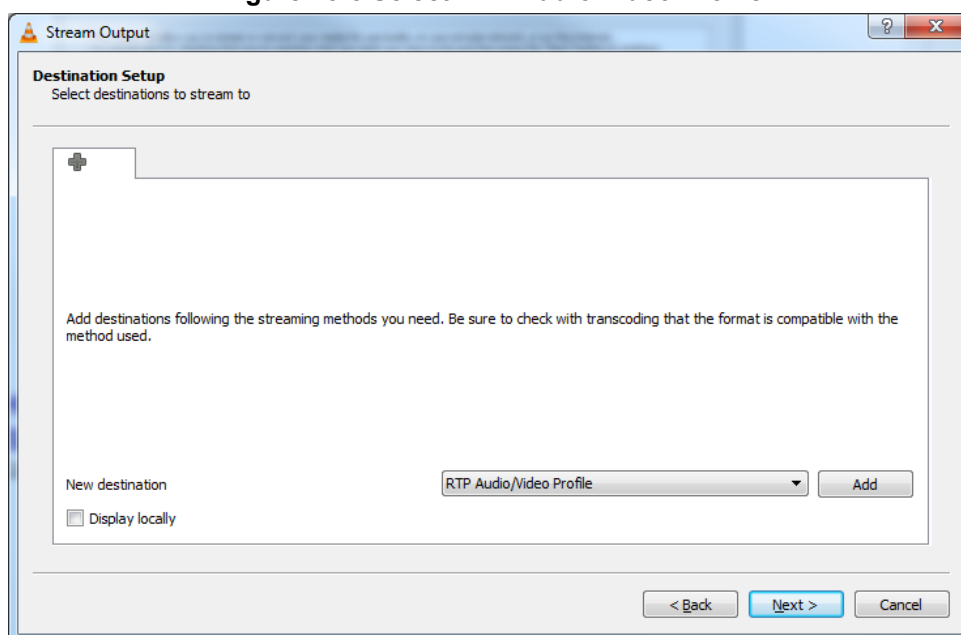 Stream Output
Destination Setup
Select destinations to stream to
Add destinations following the streaming methods you need. Be sure to check with transcoding that the format is compatible with the
method used.
New destination
RTP Audio/Video Profile
Add
Display locally
< Back
Next >
Cancel